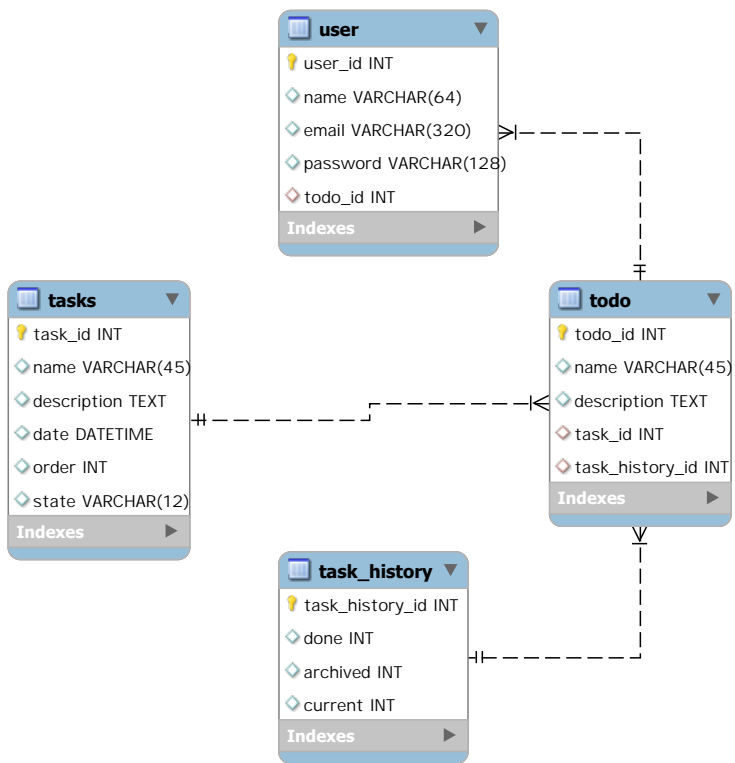 user
user_id INT
name VARCHAR(64)
email VARCHAR(320)
password VARCHAR(128)
todo_id INT
Indexes
tasks
task_id INT
name VARCHAR(45)
description TEXT
date DATETIME
order INT
state VARCHAR(12)
Indexes
todo
todo_id INT
name VARCHAR(45)
description TEXT
task_id INT
task_history_id INT
Indexes
task_history
task_history_id INT
done INT
archived INT
current INT
Indexes